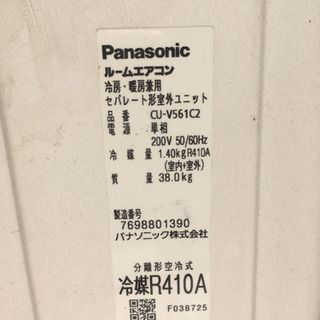 Panasonic
ルームエアコン
冷房・暖房兼用
セパレート形室外ユニット
品番 CU-V561C2
電源 単相
200V 50/60Hz
冷媒量 1.40kg R410A
(室内+室外)
質量 38.0kg
製造番号
7698801390
パナソニック株式会社
分離形空冷式
冷媒R410A
F038725